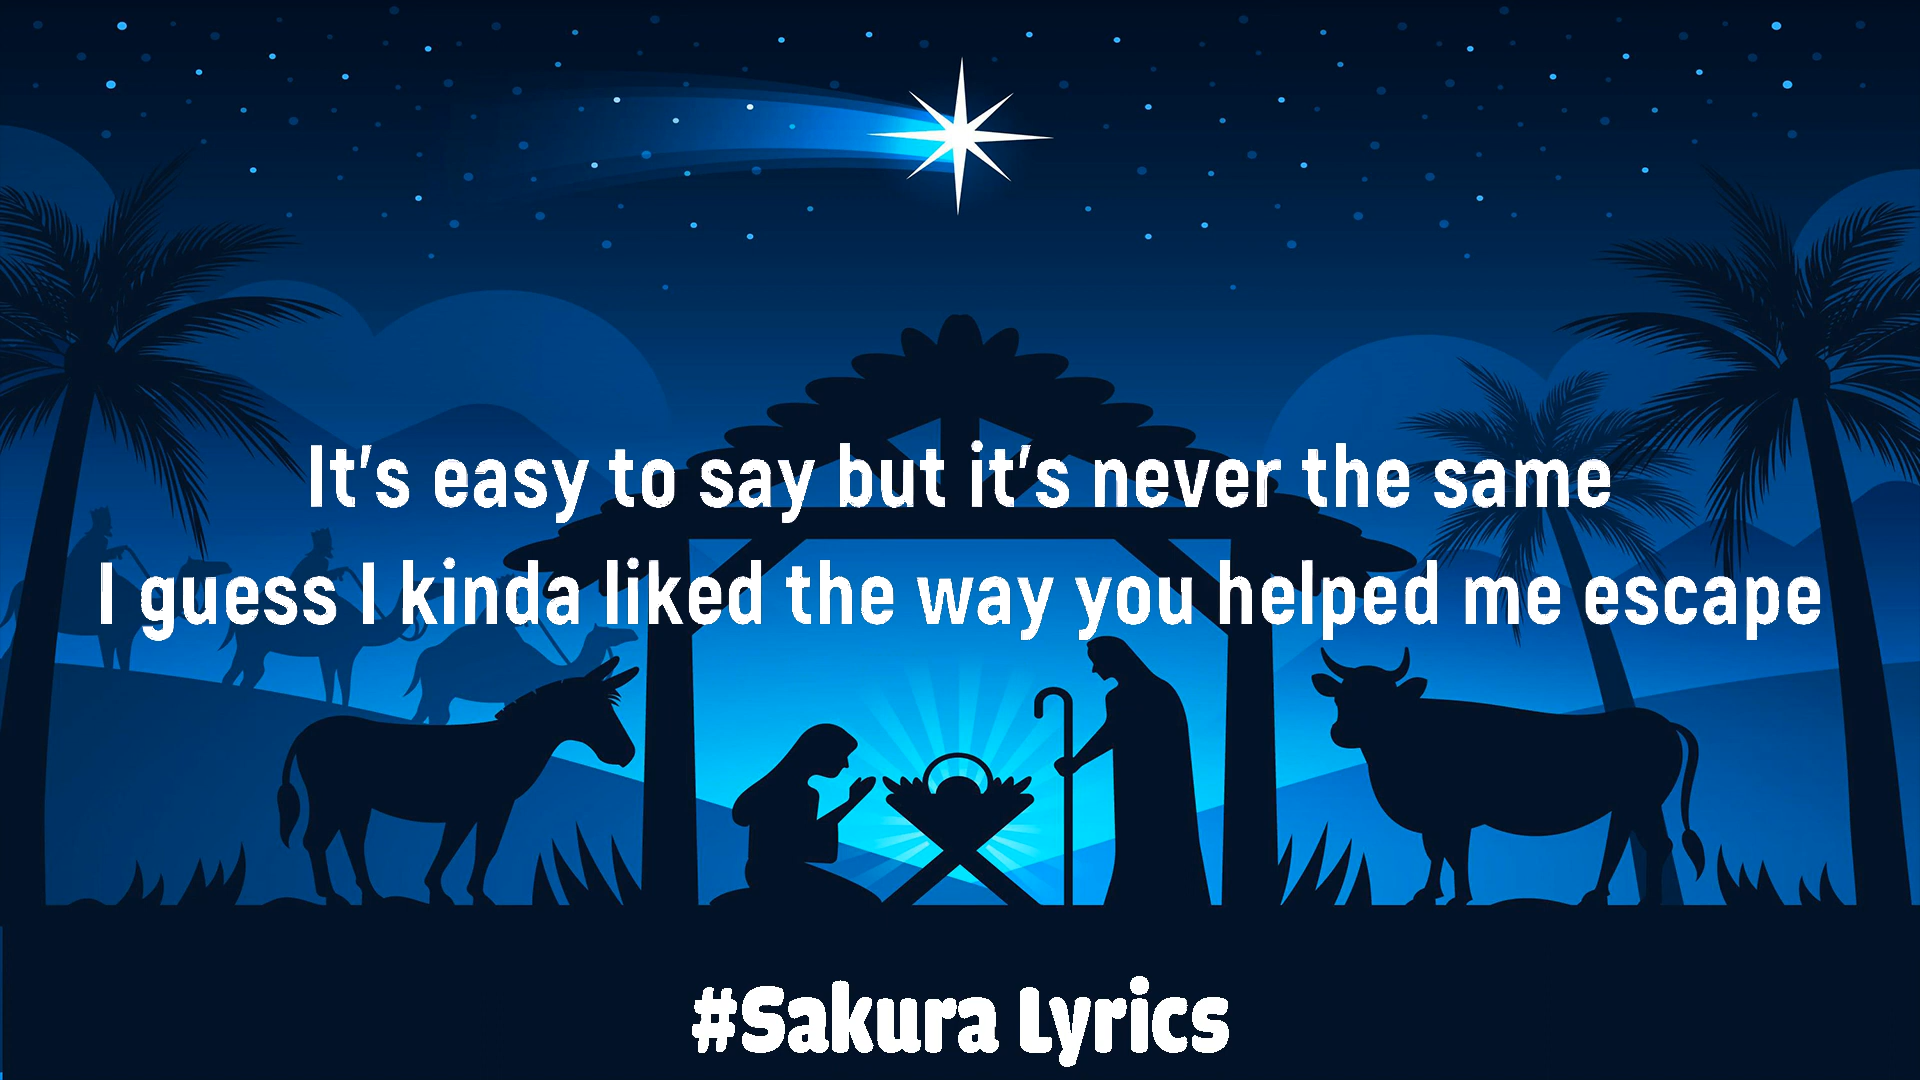 It's easy to say but it's never the same
I guess I kinda liked the way you helped me escape
#Sakura Lyrics